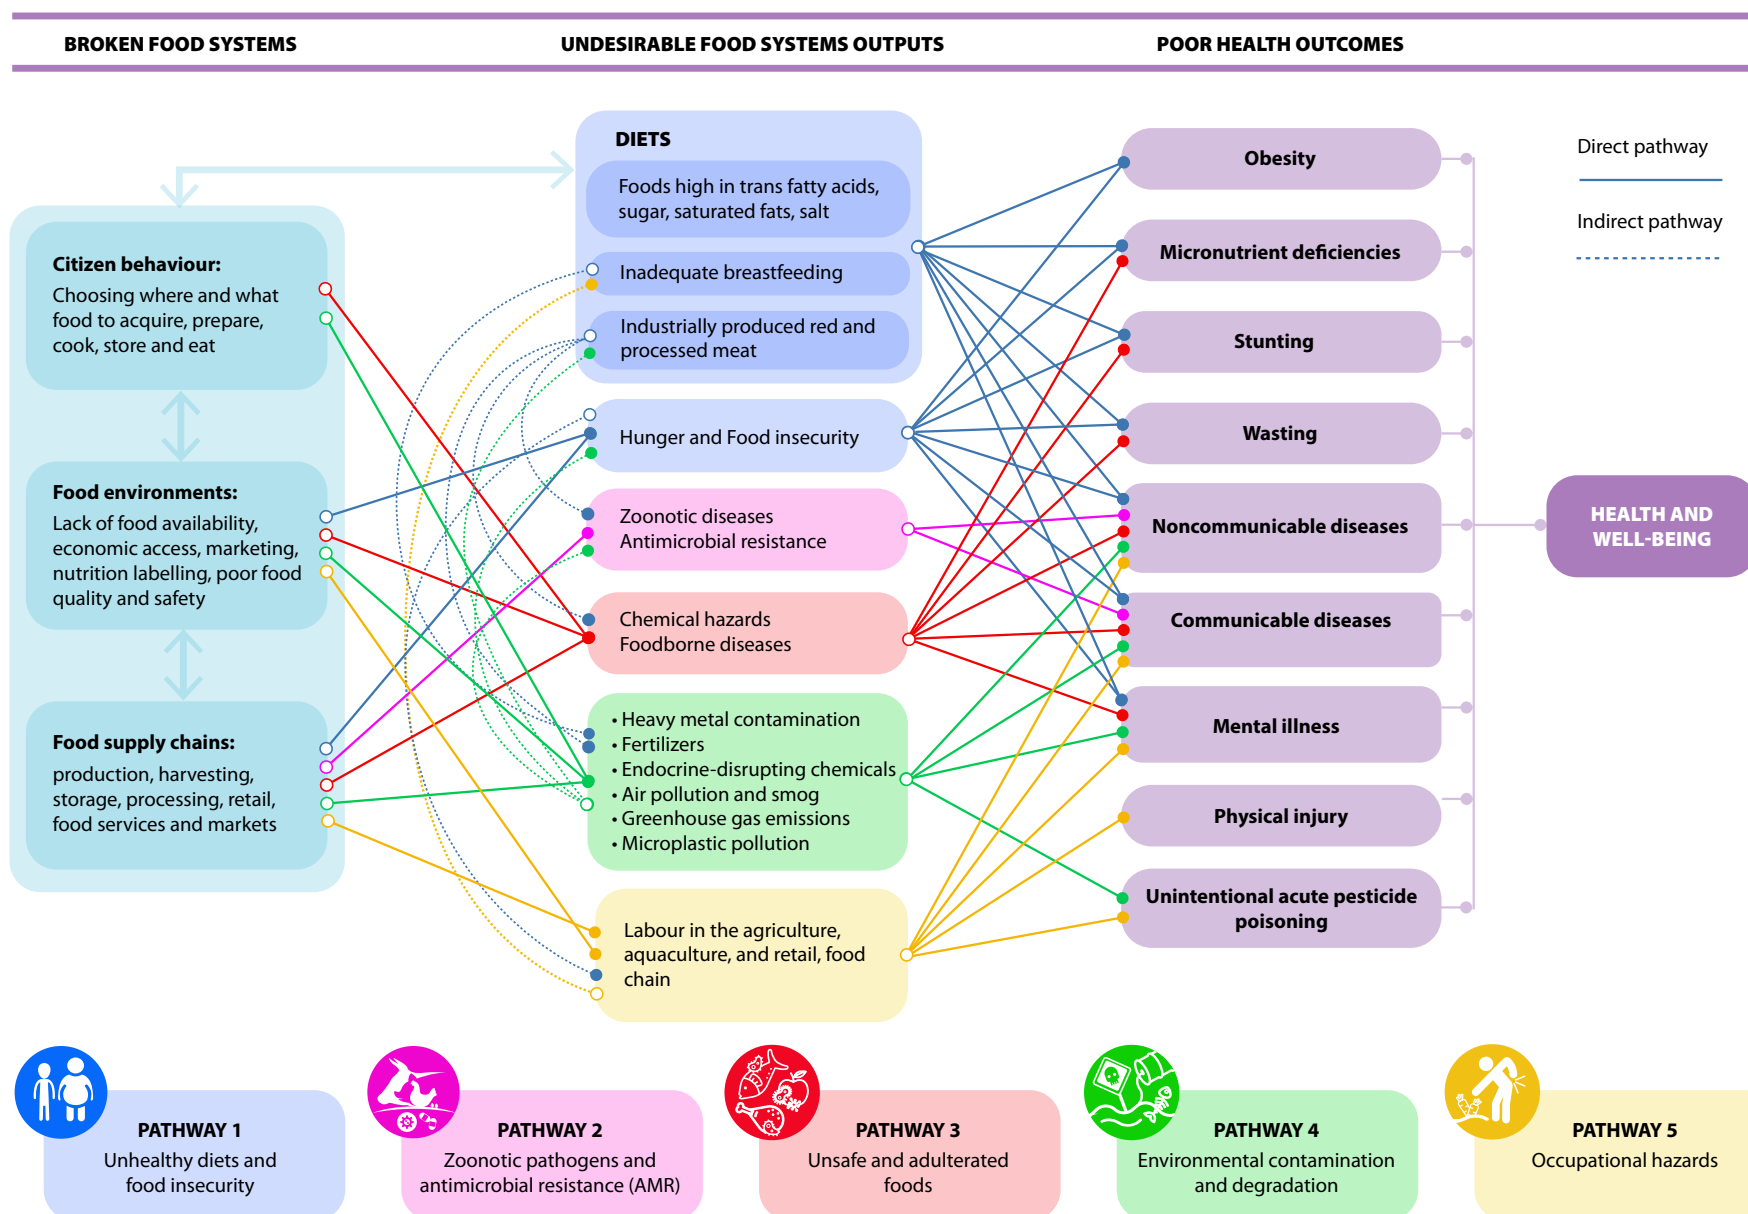 BROKEN FOOD SYSTEMS
UNDESIRABLE FOOD SYSTEMS OUTPUTS
POOR HEALTH OUTCOMES
Citizen behaviour:
Choosing where and what
food to acquire, prepare,
cook, store and eat
Food environments:
Lack of food availability,
economic access, marketing,
nutrition labelling, poor food
quality and safety
Food supply chains:
production, harvesting,
storage, processing, retail,
food services and markets
DIETS
Foods high in trans fatty acids,
sugar, saturated fats, salt
Inadequate breastfeeding
Industrially produced red and
processed meat
Hunger and Food insecurity
Zoonotic diseases
Antimicrobial resistance
Chemical hazards
Foodborne diseases
• Heavy metal contamination
• Fertilizers
• Endocrine-disrupting chemicals
• Air pollution and smog
• Greenhouse gas emissions
• Microplastic pollution
Labour in the agriculture,
aquaculture, and retail, food
chain
Obesity
Micronutrient deficiencies
Stunting
Wasting
Noncommunicable diseases
Communicable diseases
Mental illness
Physical injury
Unintentional acute pesticide
poisoning
Direct pathway
Indirect pathway
HEALTH AND
WELL-BEING
PATHWAY 1
Unhealthy diets and
food insecurity
PATHWAY 2
Zoonotic pathogens and
antimicrobial resistance (AMR)
PATHWAY 3
Unsafe and adulterated
foods
PATHWAY 4
Environmental contamination
and degradation
PATHWAY 5
Occupational hazards